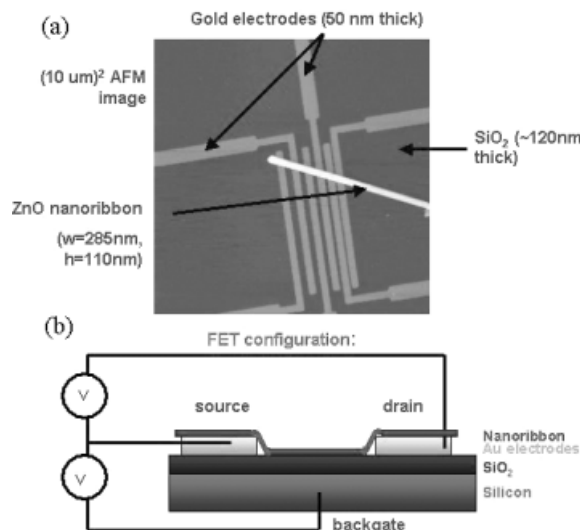 (a)
Gold electrodes (50 nm thick)
(10 um)² AFM
image
SiO₂ (~120nm
thick)
ZnO nanoribbon
(w=285nm,
h=110nm)
(b)
FET configuration:
V
source
drain
Nanoribbon
Au electrodes
V
SiO₂
Silicon
backgate